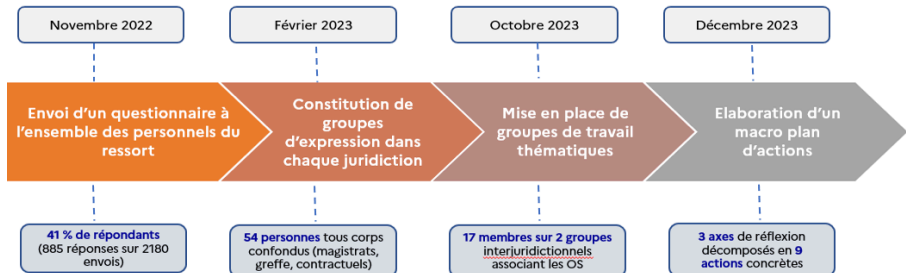 Novembre 2022
Février 2023
Octobre 2023
Décembre 2023
Envoi d'un questionnaire à
l'ensemble des personnels du
ressort
Constitution de
groupes
d'expression dans
chaque juridiction
Mise en place de
groupes de travail
thématiques
Elaboration d'un
macro plan
d'actions
41 % de répondants
(885 réponses sur 2180
envois)
54 personnes tous corps
confondus (magistrats,
greffe, contractuels)
17 membres sur 2 groupes
interjuridictionnels
associant les OS
3 axes de réflexion
décomposés en 9
actions concrètes